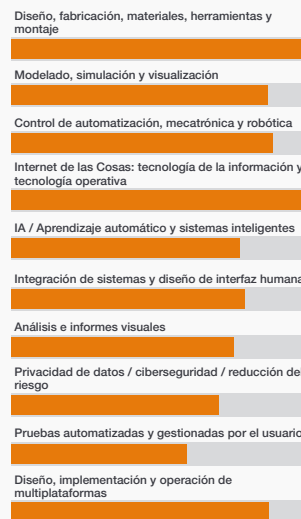 Diseño, fabricación, materiales, herramientas y
montaje
Modelado, simulación y visualización
Control de automatización, mecatrónica y robótica
Internet de las Cosas: tecnología de la información y
tecnología operativa
IA / Aprendizaje automático y sistemas inteligentes
Integración de sistemas y diseño de interfaz humana
Análisis e informes visuales
Privacidad de datos / ciberseguridad / reducción del
riesgo
Pruebas automatizadas y gestionadas por el usuario
Diseño, implementación y operación de
multiplataformas